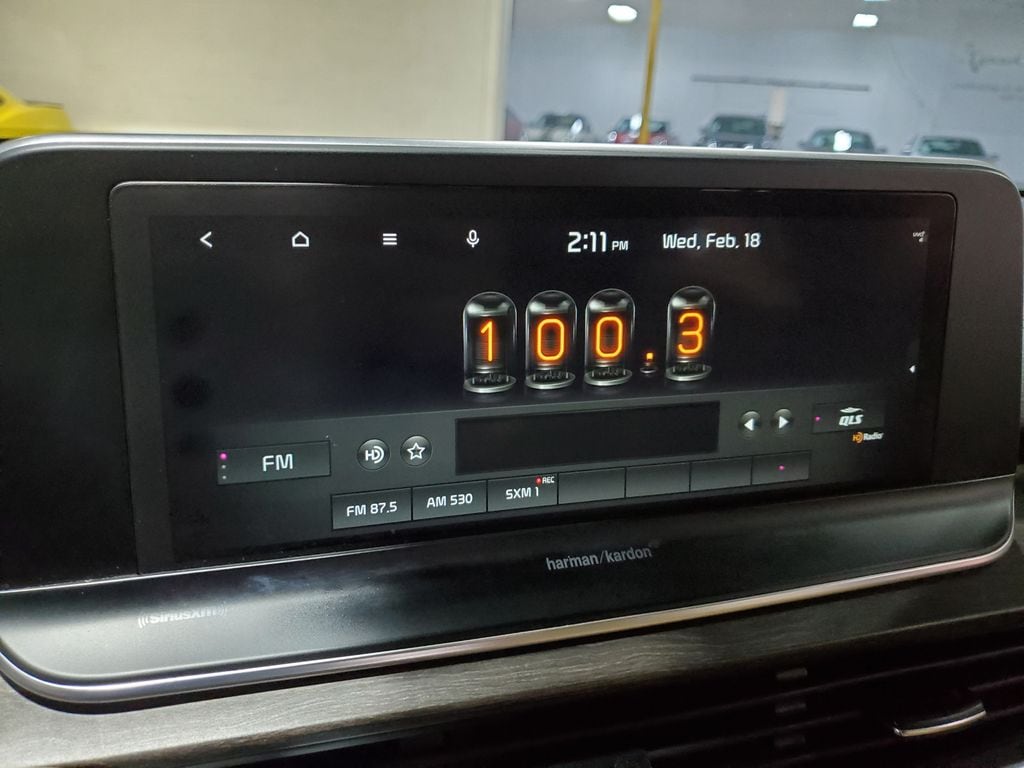 2:11 PM Wed, Feb. 18
100.3
FM
HD
QLS
HD Radio
FM 87.5
AM 530
SXM 1
REC
harman/kardon
SiriusXM